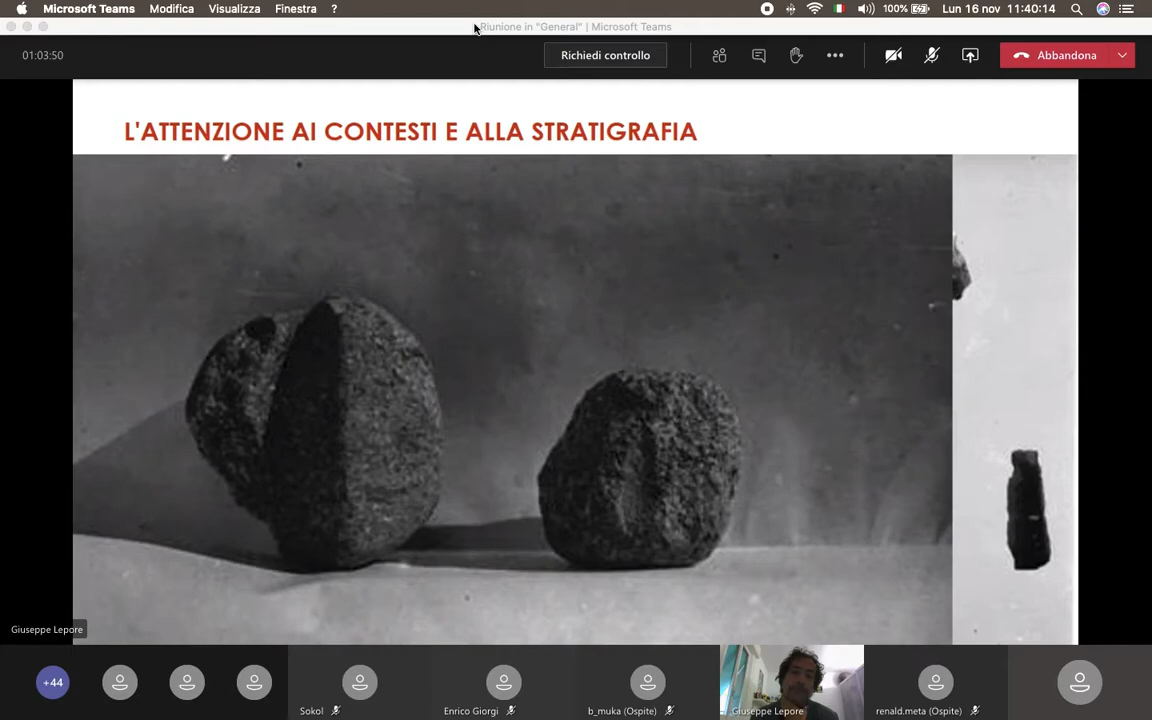 Microsoft Teams Modifica Visualizza Finestra ? 100% Lun 16 nov 11:40:14
Riunione in "General" | Microsoft Teams
01:03:50 Richiedi controllo Abbandona
L'ATTENZIONE AI CONTESTI E ALLA STRATIGRAFIA
Giuseppe Lepore
+44
Sokol Enrico Giorgi b_muka (Ospite) Giuseppe Lepore renald.meta (Ospite)